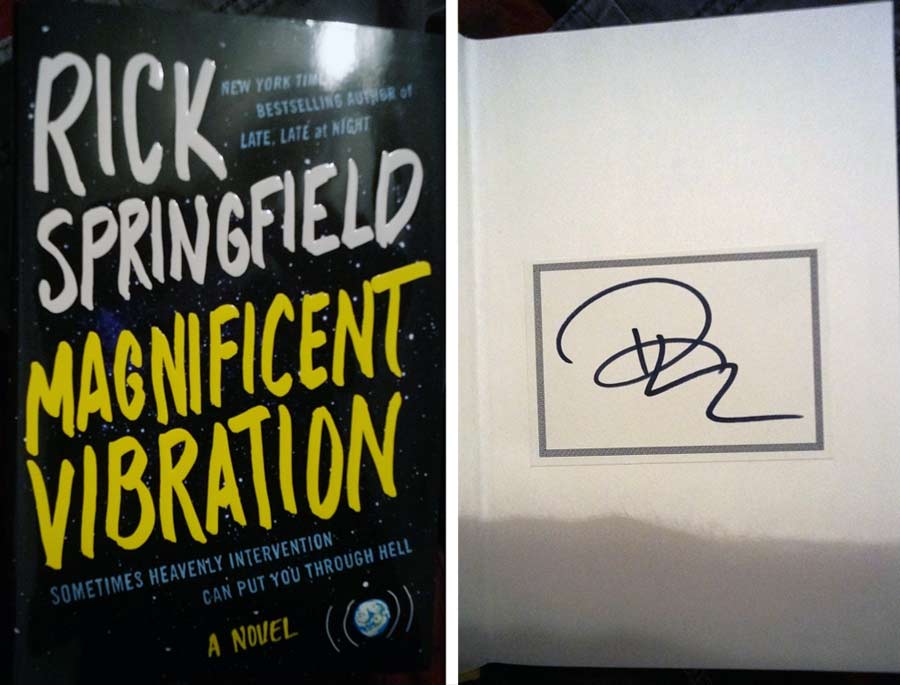 RICK
SPRINGFIELD
NEW YORK TIMES
BESTSELLING AUTHOR of
LATE, LATE at NIGHT
MAGNIFICENT
VIBRATION
SOMETIMES HEAVENLY INTERVENTION
CAN PUT YOU THROUGH HELL
A NOVEL